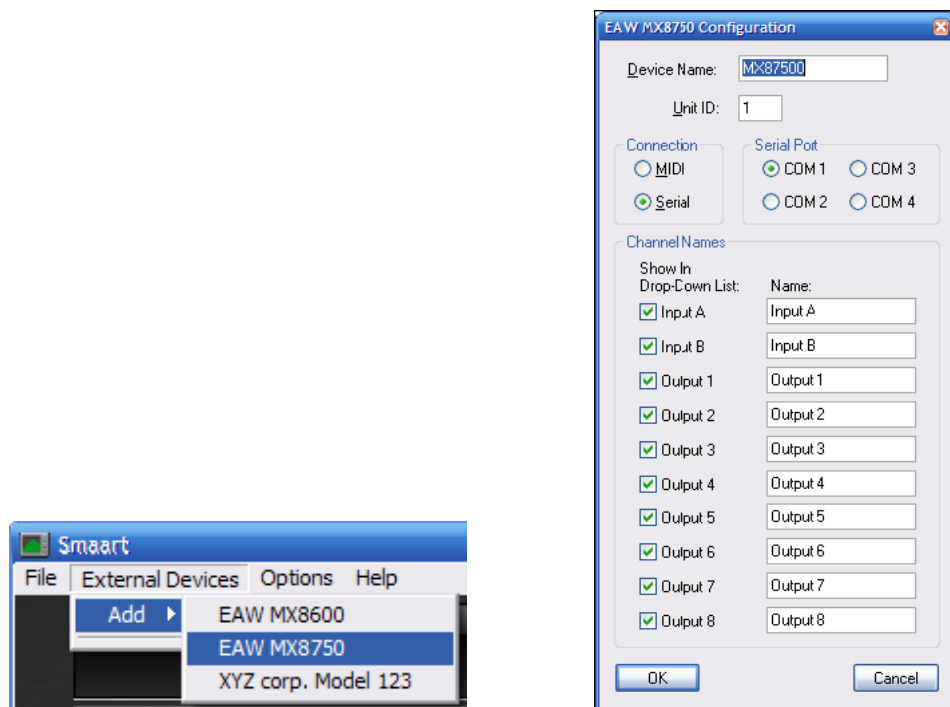 Smaart
File External Devices Options Help
Add
EAW MX8600
EAW MX8750
XYZ corp. Model 123
EAW MX8750 Configuration
Device Name: MX87500
Unit ID: 1
Connection
MIDI
Serial
Serial Port
COM 1 COM 3
COM 2 COM 4
Channel Names
Show In
Drop-Down List: Name:
Input A Input A
Input B Input B
Output 1 Output 1
Output 2 Output 2
Output 3 Output 3
Output 4 Output 4
Output 5 Output 5
Output 6 Output 6
Output 7 Output 7
Output 8 Output 8
OK Cancel